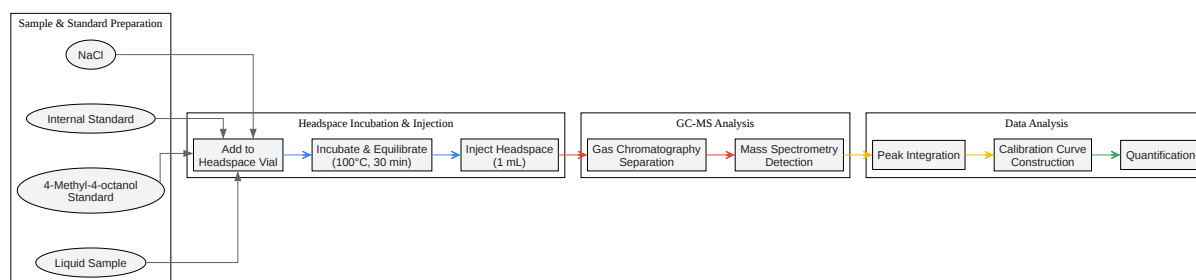 Sample & Standard Preparation
NaCl
Internal Standard
4-Methyl-4-octanol
Standard
Liquid Sample
Headspace Incubation & Injection
Add to
Headspace Vial
Incubate & Equilibrate
(100°C, 30 min)
Inject Headspace
(1 mL)
GC-MS Analysis
Gas Chromatography
Separation
Mass Spectrometry
Detection
Data Analysis
Peak Integration
Calibration Curve
Construction
Quantification